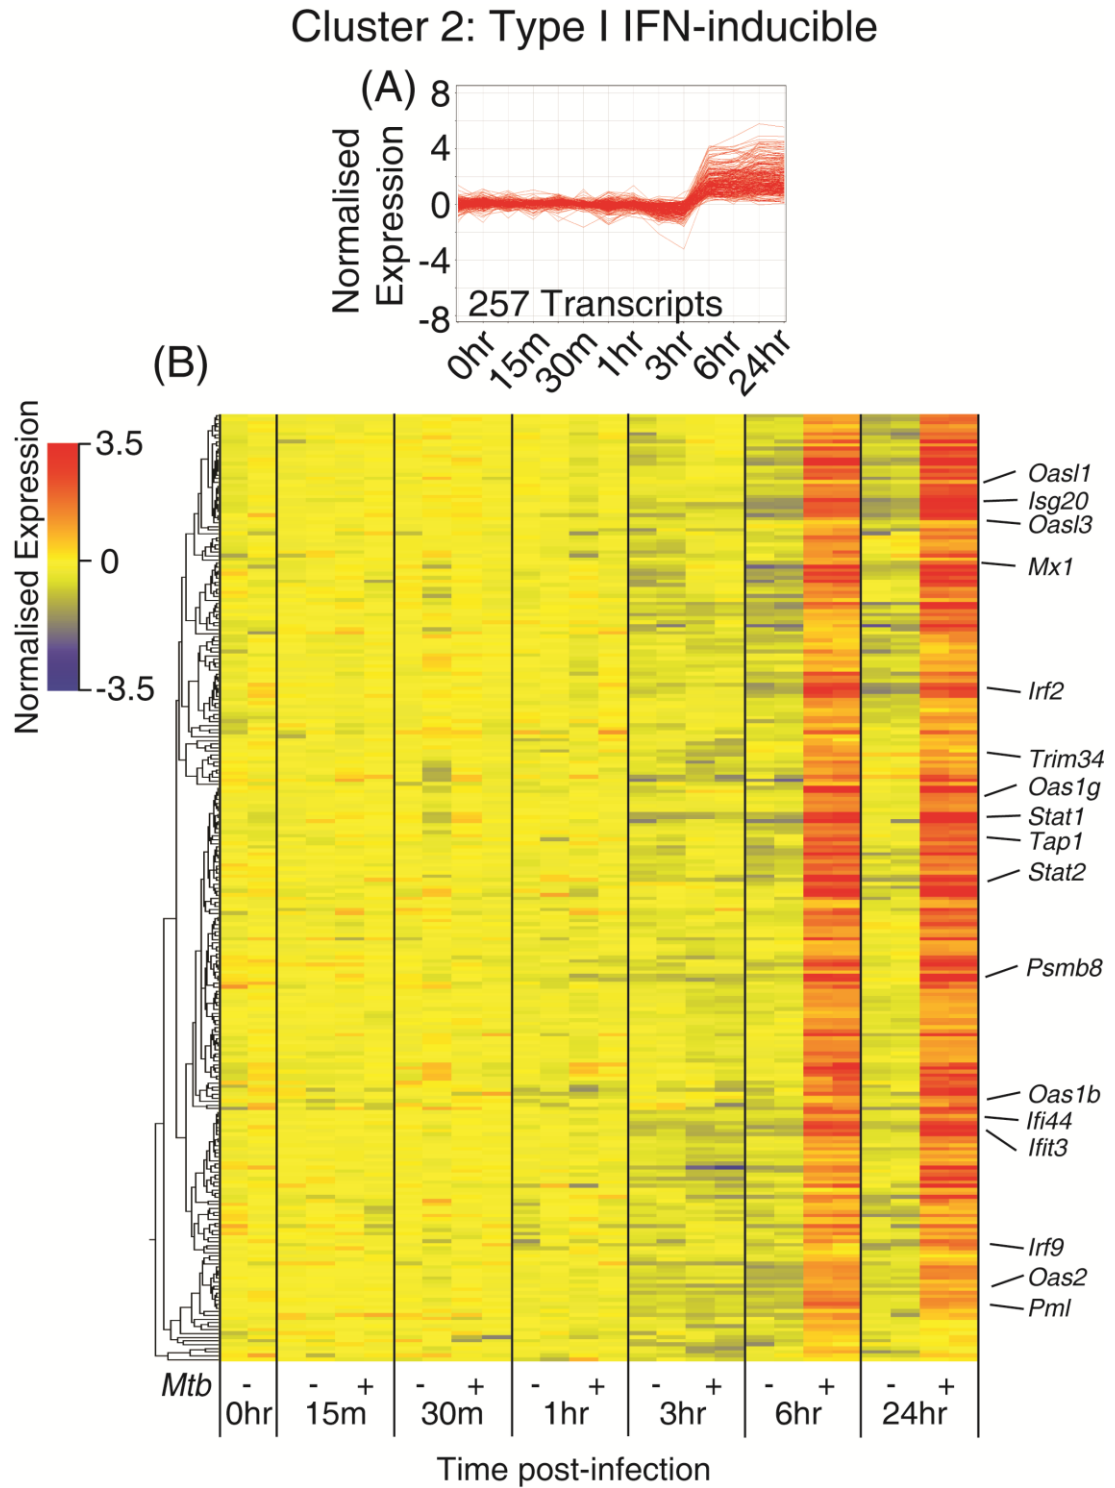 Cluster 2: Type I IFN-inducible
(A)
Normalised
Expression
8
4
0
-4
-8
257 Transcripts
0hr 15m 30m 1hr 3hr 6hr 24hr
(B)
Normalised Expression
3.5
0
-3.5
Oasl1
Isg20
Oasl3
Mx1
Irf2
Trim34
Oas1g
Stat1
Tap1
Stat2
Psmb8
Oas1b
Ifi44
Ifit3
Irf9
Oas2
Pml
Mtb - - + - + - + - + - + - +
0hr 15m 30m 1hr 3hr 6hr 24hr
Time post-infection